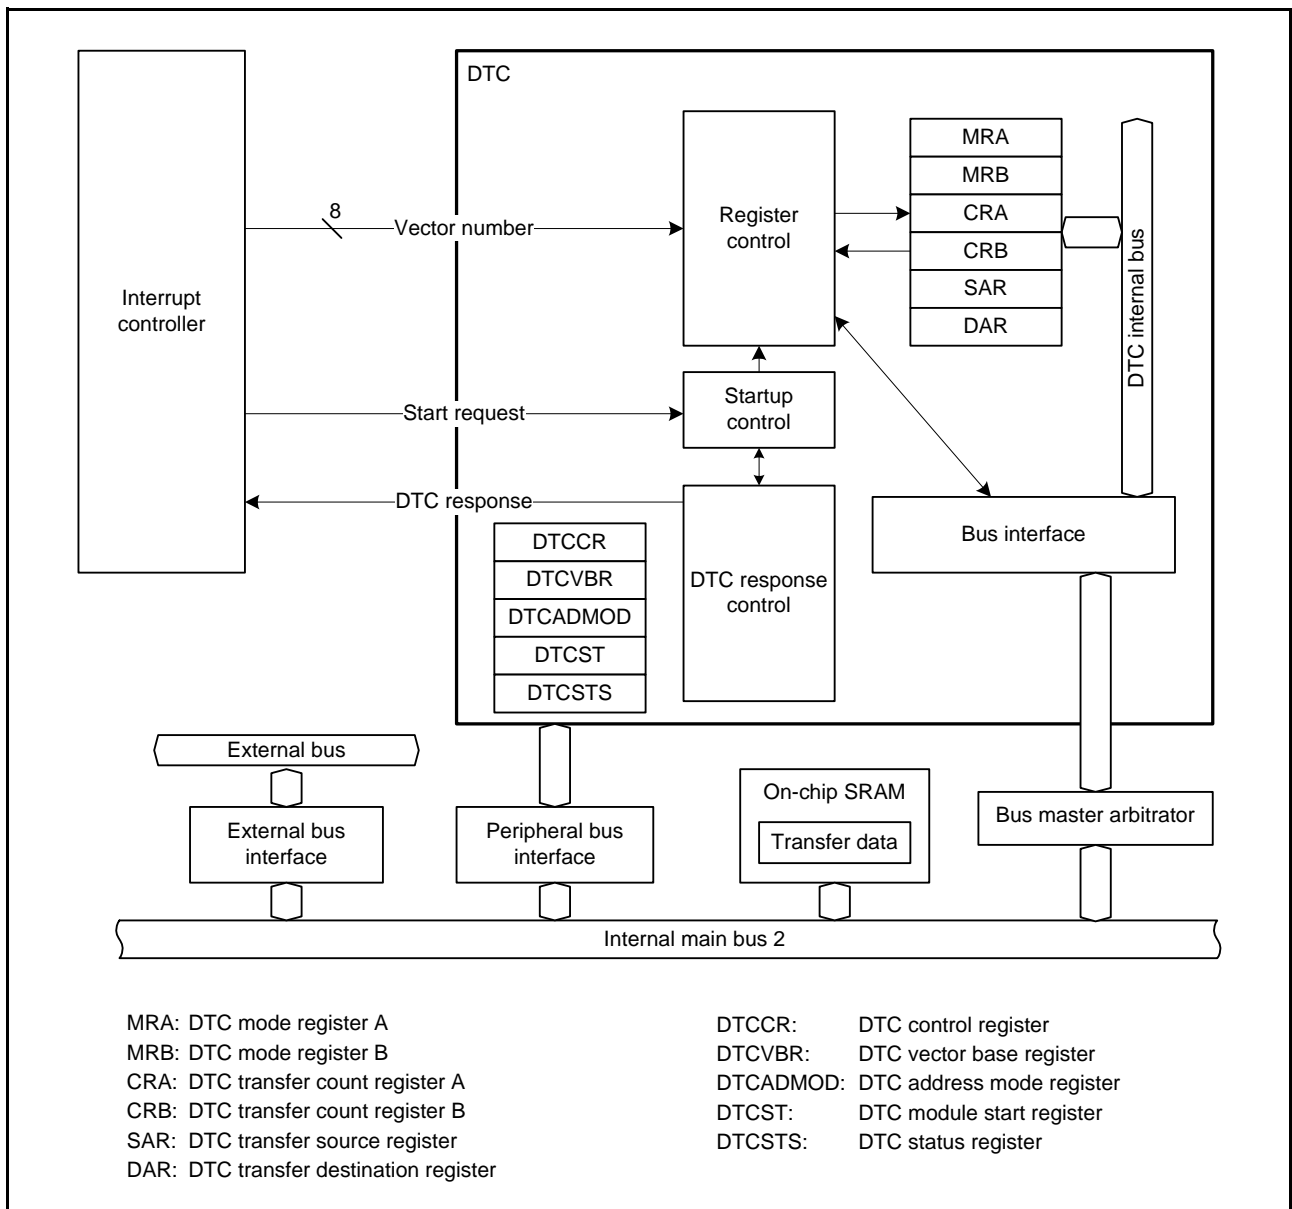 DTC
Interrupt
controller
8
Vector number
Start request
DTC response
Register
control
Startup
control
DTC response
control
MRA
MRB
CRA
CRB
SAR
DAR
DTC internal bus
Bus interface
DTCCR
DTCVBR
DTCADMOD
DTCST
DTCSTS
External bus
External bus
interface
Peripheral bus
interface
On-chip SRAM
Transfer data
Bus master arbitrator
Internal main bus 2
MRA: DTC mode register A
MRB: DTC mode register B
CRA: DTC transfer count register A
CRB: DTC transfer count register B
SAR: DTC transfer source register
DAR: DTC transfer destination register
DTCCR: DTC control register
DTCVBR: DTC vector base register
DTCADMOD: DTC address mode register
DTCST: DTC module start register
DTCSTS: DTC status register